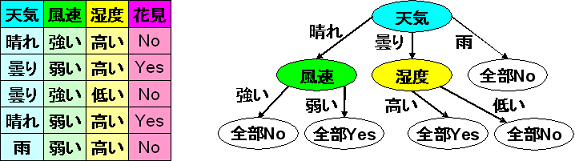 天気 風速 湿度 花見
晴れ 強い 高い No
曇り 弱い 高い Yes
曇り 強い 低い No
晴れ 弱い 高い Yes
雨 弱い 高い No
天気
晴れ 曇り 雨
風速 湿度 全部No
強い 弱い 高い 低い
全部No 全部Yes 全部Yes 全部No